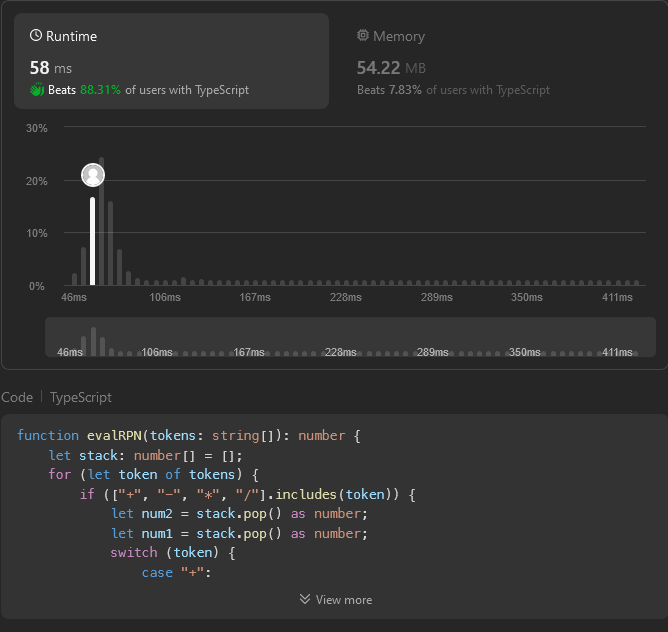 Runtime
58 ms
Beats 88.31% of users with TypeScript
Memory
54.22 MB
Beats 7.83% of users with TypeScript
30%
20%
10%
0%
46ms 106ms 167ms 228ms 289ms 350ms 411ms
46ms 106ms 167ms 228ms 289ms 350ms 411ms
Code | TypeScript
function evalRPN(tokens: string[]): number {
    let stack: number[] = [];
    for (let token of tokens) {
        if (["+", "-", "*", "/"].includes(token)) {
            let num2 = stack.pop() as number;
            let num1 = stack.pop() as number;
            switch (token) {
                case "+":
View more